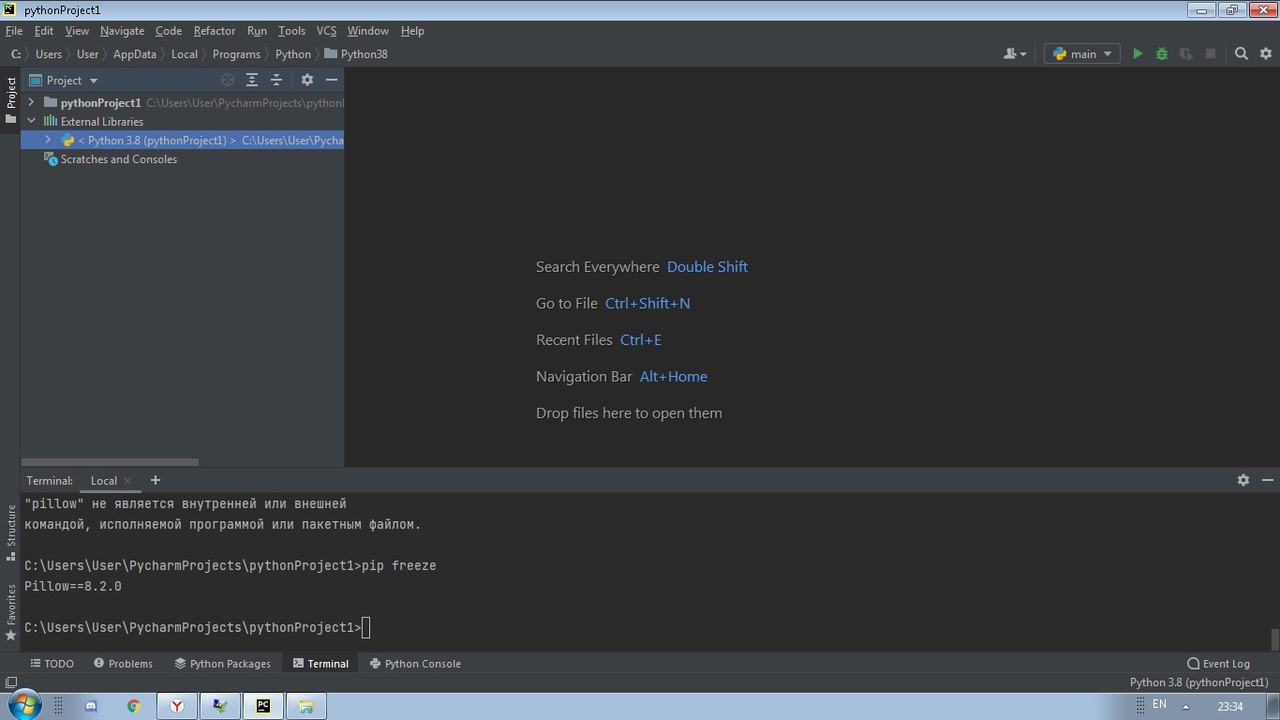 pythonProject1
File Edit View Navigate Code Refactor Run Tools VCS Window Help
C: Users User AppData Local Programs Python Python38
main
Project
Project
pythonProject1 C:\Users\User\PycharmProjects\python
External Libraries
< Python 3.8 (pythonProject1) > C:\Users\User\Pycha
Scratches and Consoles
Search Everywhere Double Shift
Go to File Ctrl+Shift+N
Recent Files Ctrl+E
Navigation Bar Alt+Home
Drop files here to open them
Terminal: Local
Structure
Favorites
"pillow" не является внутренней или внешней
командой, исполняемой программой или пакетным файлом.
C:\Users\User\PycharmProjects\pythonProject1>pip freeze
Pillow==8.2.0
C:\Users\User\PycharmProjects\pythonProject1>
TODO Problems Python Packages Terminal Python Console Event Log
Python 3.8 (pythonProject1)
EN 23:34